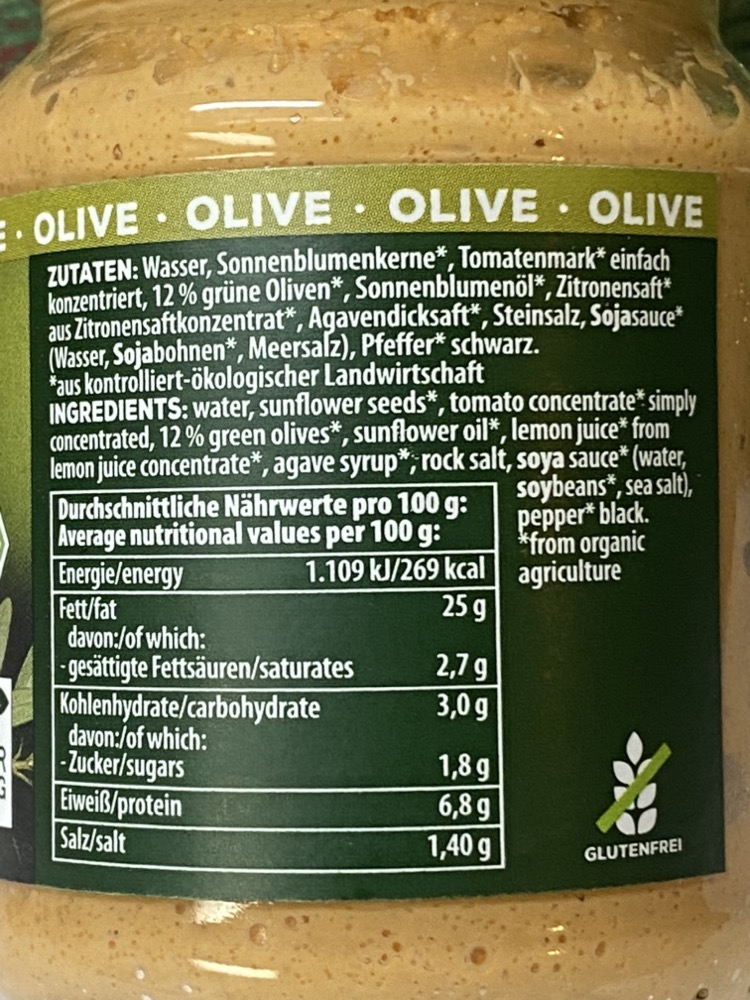 E · OLIVE · OLIVE · OLIVE · OLIVE
ZUTATEN: Wasser, Sonnenblumenkerne*, Tomatenmark* einfach
konzentriert, 12 % grüne Oliven*, Sonnenblumenöl*, Zitronensaft*
aus Zitronensaftkonzentrat*, Agavendicksaft*, Steinsalz, Sojasauce*
(Wasser, Sojabohnen*, Meersalz), Pfeffer* schwarz.
*aus kontrolliert-ökologischer Landwirtschaft
INGREDIENTS: water, sunflower seeds*, tomato concentrate* simply
concentrated, 12 % green olives*, sunflower oil*, lemon juice* from
lemon juice concentrate*, agave syrup*, rock salt, soya sauce* (water,
soybeans*, sea salt),
pepper* black.
*from organic
agriculture
Durchschnittliche Nährwerte pro 100 g:
Average nutritional values per 100 g:
Energie/energy 1.109 kJ/269 kcal
Fett/fat 25 g
davon:/of which:
- gesättigte Fettsäuren/saturates 2,7 g
Kohlenhydrate/carbohydrate 3,0 g
davon:/of which:
- Zucker/sugars 1,8 g
Eiweiß/protein 6,8 g
Salz/salt 1,40 g
GLUTENFREI